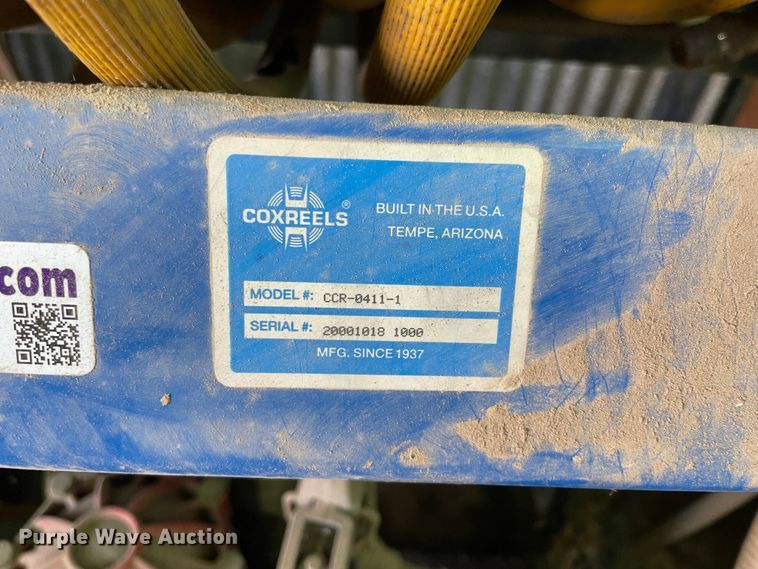 COXREELS®
BUILT IN THE U.S.A.
TEMPE, ARIZONA
.com
MODEL #: CCR-0411-1
SERIAL #: 20001018 1000
MFG. SINCE 1937
Purple Wave Auction